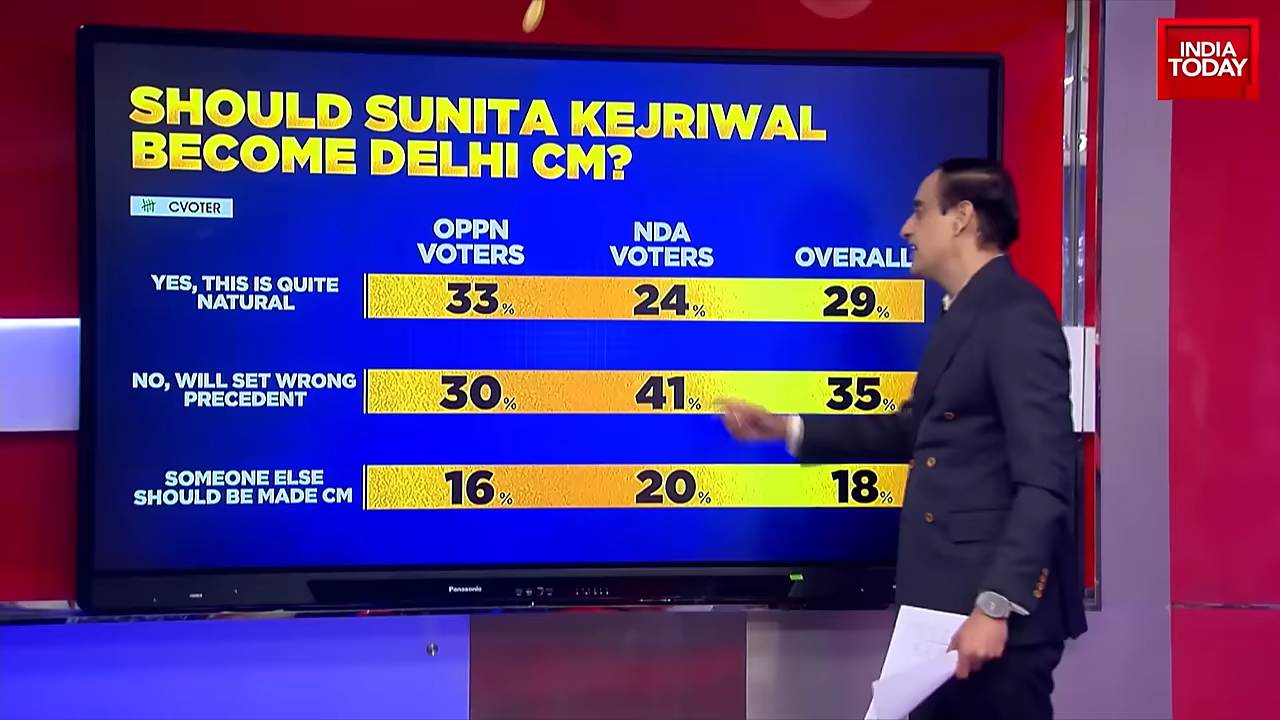 INDIA
TODAY
SHOULD SUNITA KEJRIWAL
BECOME DELHI CM?
CVOTER
OPPN
VOTERS
NDA
VOTERS
OVERALL
YES, THIS IS QUITE
NATURAL
33%
24%
29%
NO, WILL SET WRONG
PRECEDENT
30%
41%
35%
SOMEONE ELSE
SHOULD BE MADE CM
16%
20%
18%
Panasonic